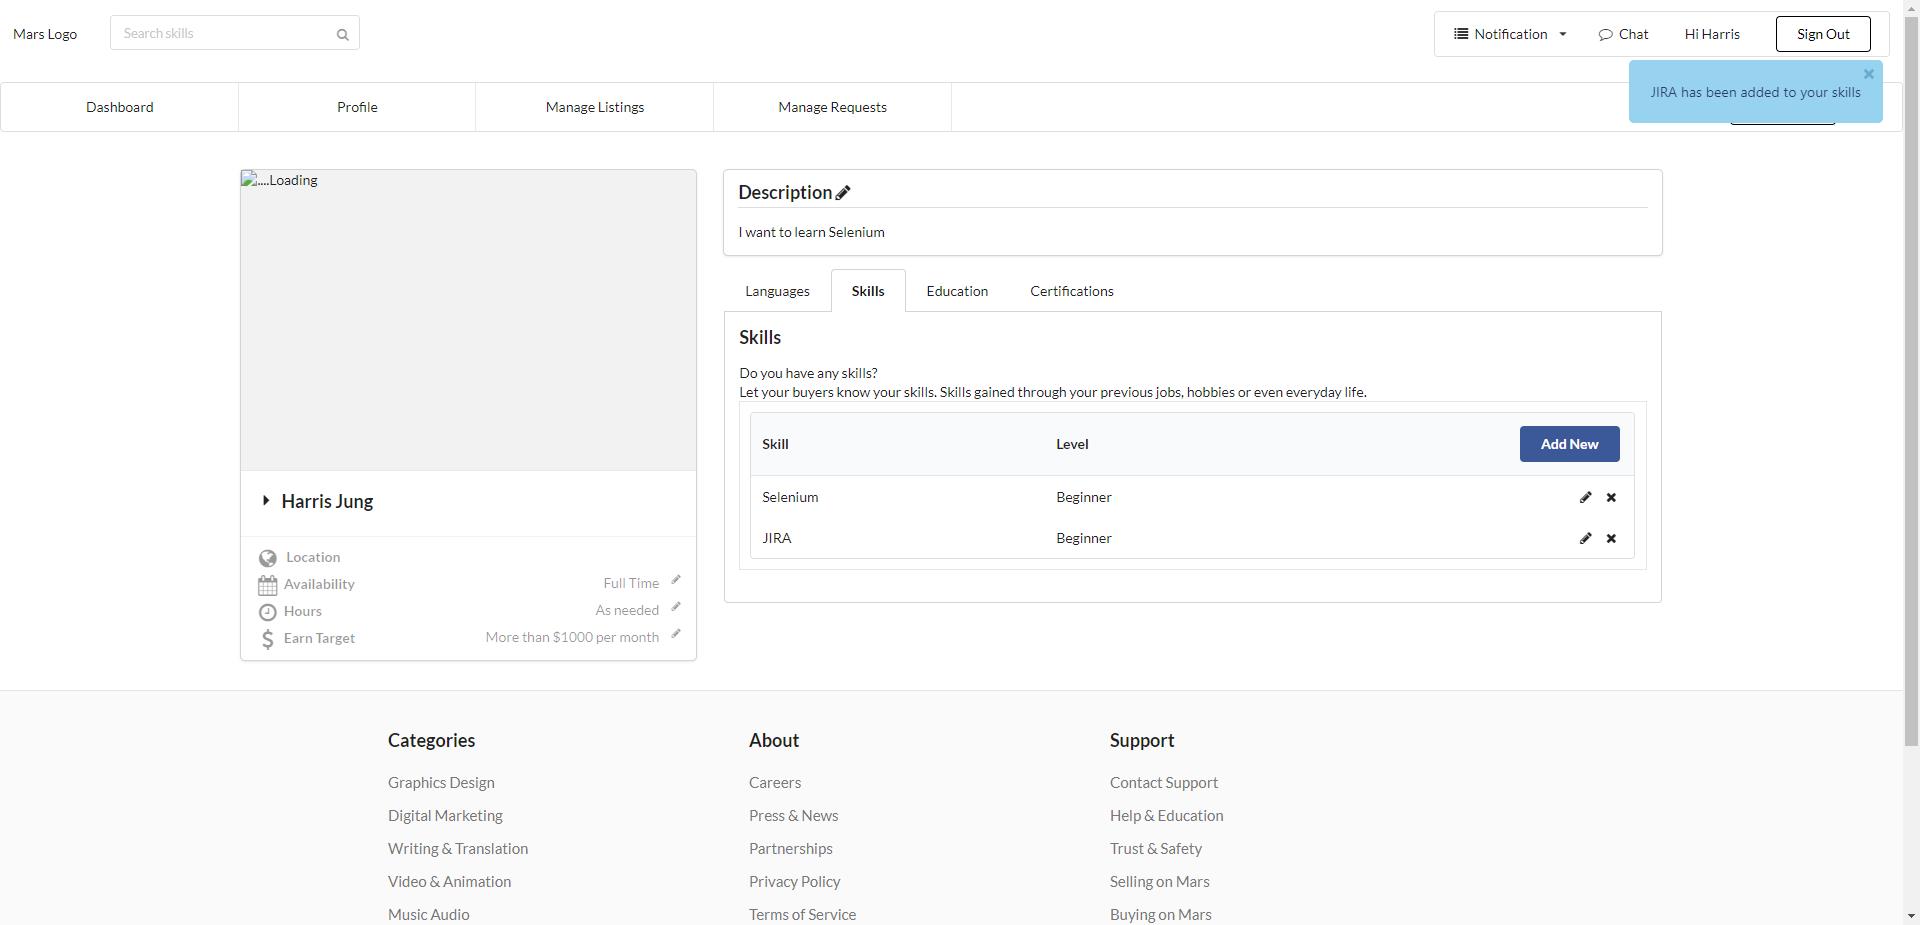 Mars Logo
Search skills
Notification
Chat
Hi Harris
Sign Out
JIRA has been added to your skills
Dashboard
Profile
Manage Listings
Manage Requests
....Loading
Harris Jung
Location
Availability
Full Time
Hours
As needed
Earn Target
More than $1000 per month
Description
I want to learn Selenium
Languages
Skills
Education
Certifications
Skills
Do you have any skills?
Let your buyers know your skills. Skills gained through your previous jobs, hobbies or even everyday life.
Skill
Level
Add New
Selenium
Beginner
JIRA
Beginner
Categories
Graphics Design
Digital Marketing
Writing & Translation
Video & Animation
Music Audio
About
Careers
Press & News
Partnerships
Privacy Policy
Terms of Service
Support
Contact Support
Help & Education
Trust & Safety
Selling on Mars
Buying on Mars